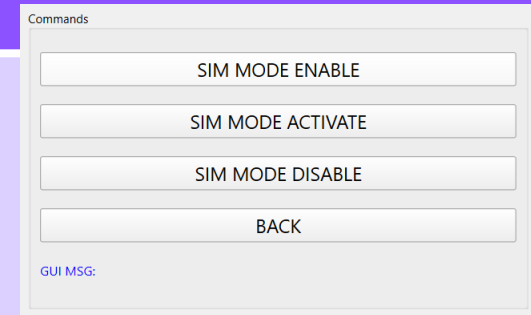 Commands
SIM MODE ENABLE
SIM MODE ACTIVATE
SIM MODE DISABLE
BACK
GUI MSG: